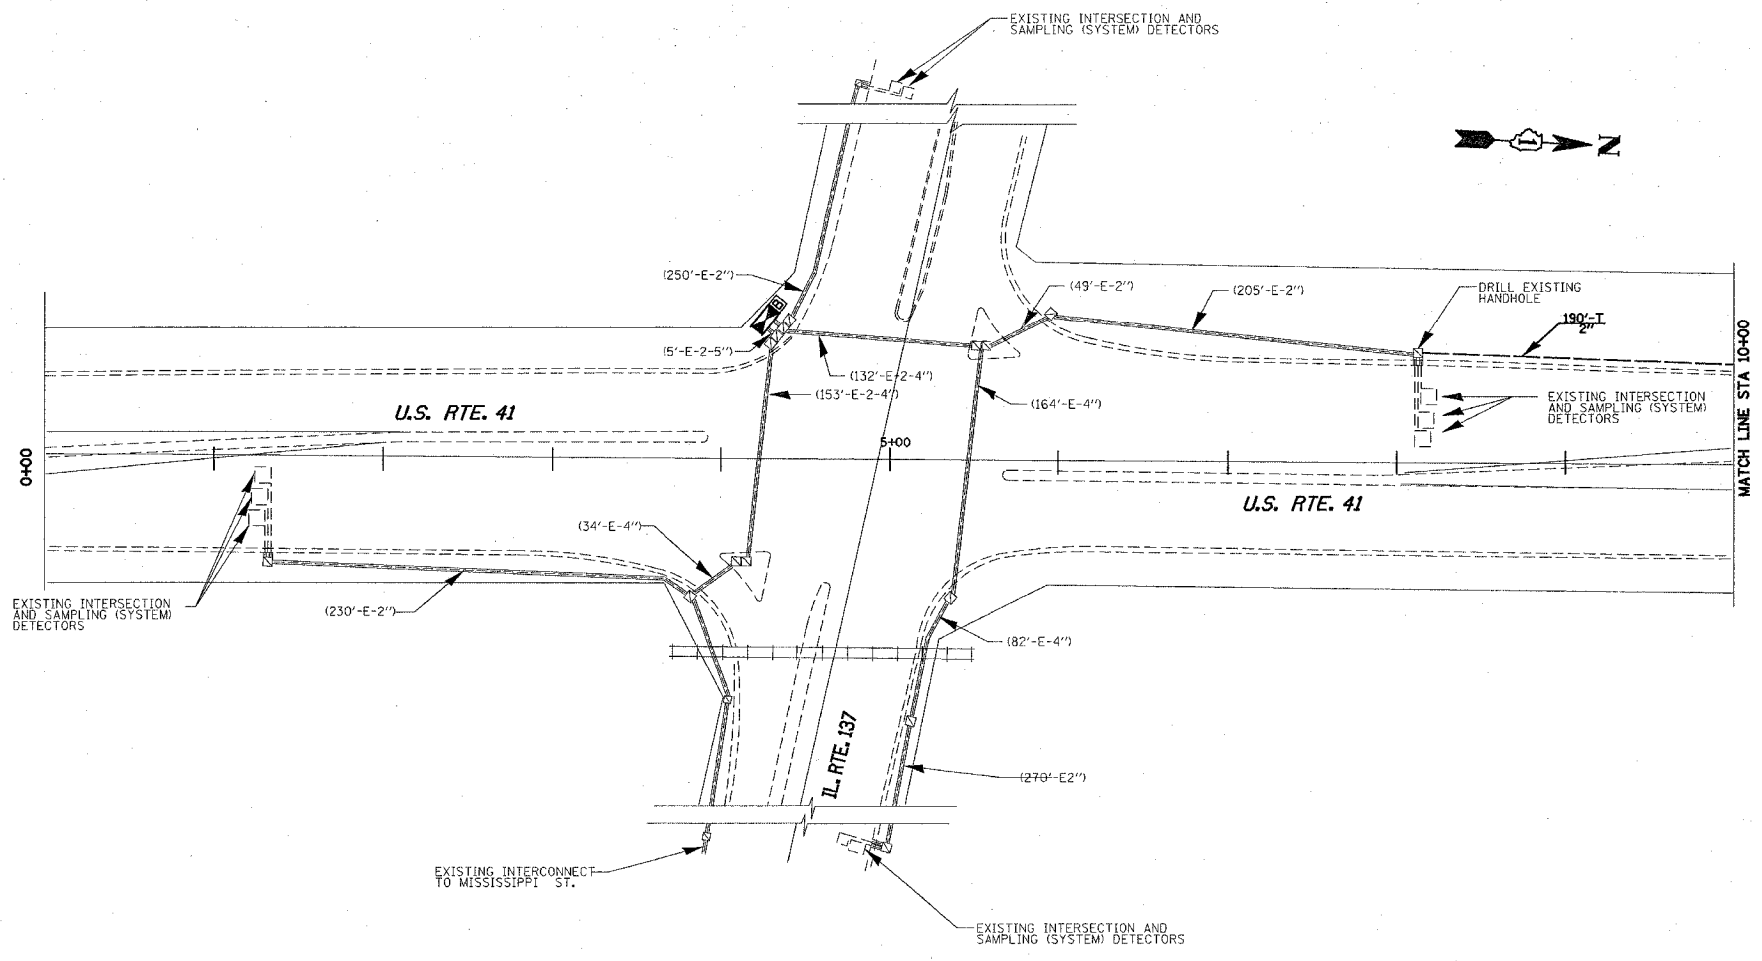 EXISTING INTERSECTION AND
SAMPLING (SYSTEM) DETECTORS
1
N
(250'-E-2")
(49'-E-2")
(205'-E-2")
DRILL EXISTING
HANDHOLE
190'-T
2"
B
(5'-E-2-5")
(132'-E-2-4")
(153'-E-2-4")
(164'-E-4")
EXISTING INTERSECTION
AND SAMPLING (SYSTEM)
DETECTORS
MATCH LINE STA 10+00
U.S. RTE. 41
5+00
0+00
U.S. RTE. 41
(34'-E-4")
EXISTING INTERSECTION
AND SAMPLING (SYSTEM)
DETECTORS
(230'-E-2")
(82'-E-4")
IL. RTE. 137
(270'-E2")
EXISTING INTERCONNECT
TO MISSISSIPPI ST.
EXISTING INTERSECTION AND
SAMPLING (SYSTEM) DETECTORS